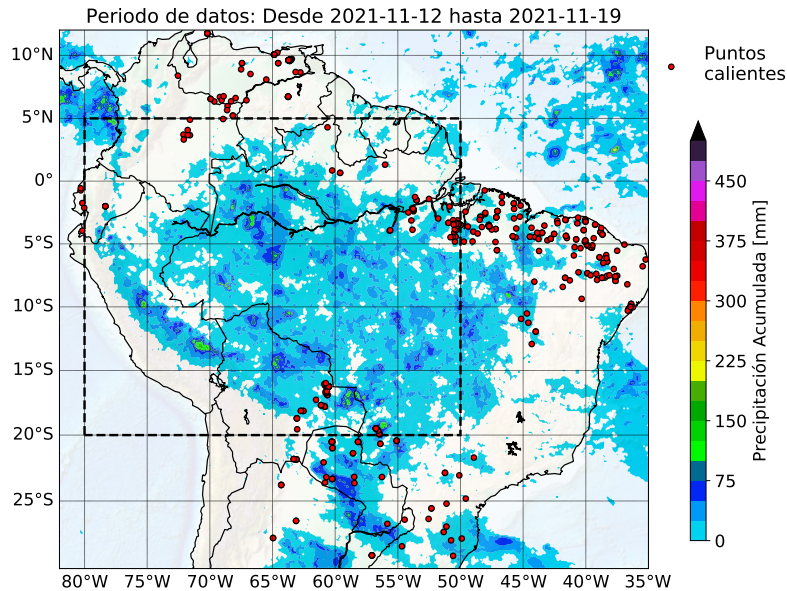 Periodo de datos: Desde 2021-11-12 hasta 2021-11-19
10°N
5°N
0°
5°S
10°S
15°S
20°S
25°S
80°W
75°W
70°W
65°W
60°W
55°W
50°W
45°W
40°W
35°W
Puntos
calientes
450
375
300
225
150
75
0
Precipitación Acumulada [mm]